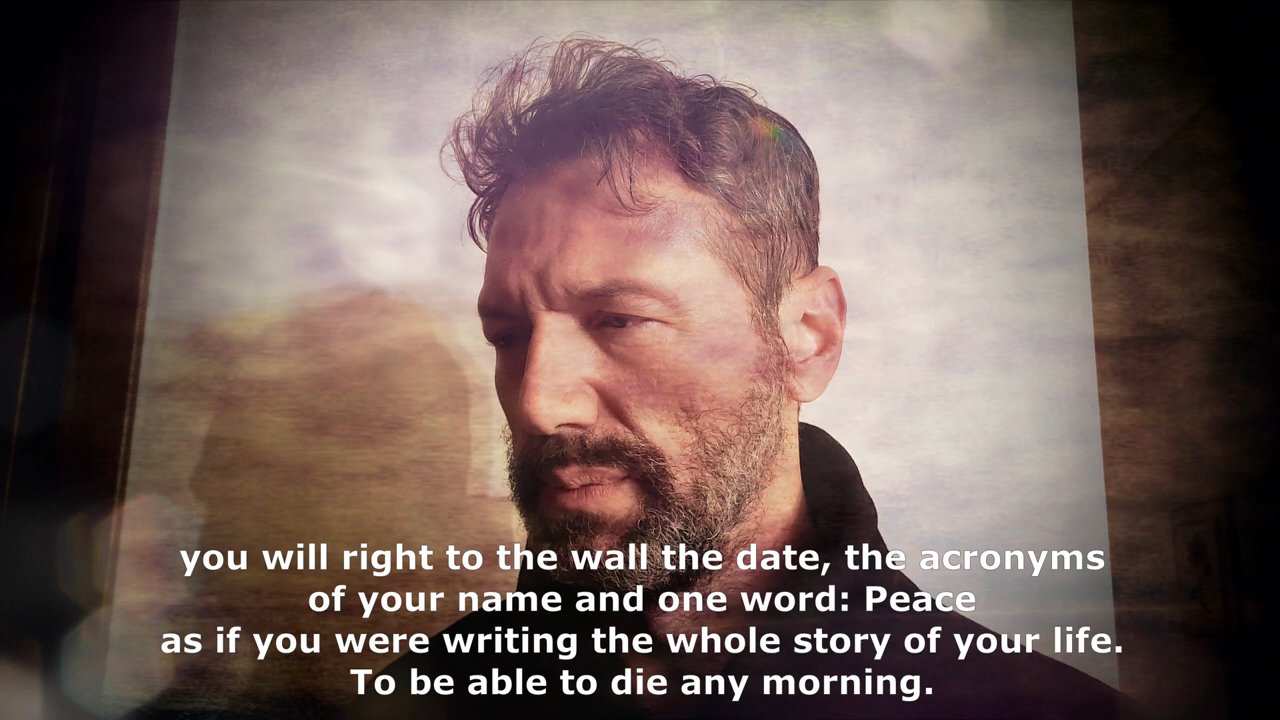 you will right to the wall the date, the acronyms
of your name and one word: Peace
as if you were writing the whole story of your life.
To be able to die any morning.